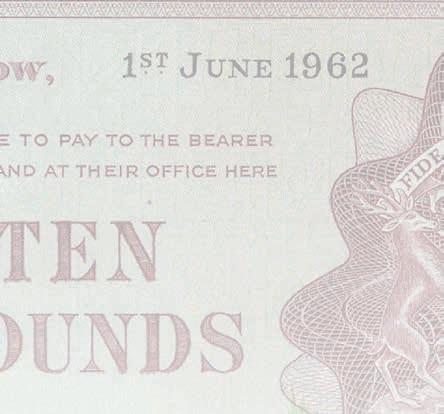 ow, 1ST JUNE 1962
E TO PAY TO THE BEARER
AND AT THEIR OFFICE HERE
FIDE
TEN
OUNDS